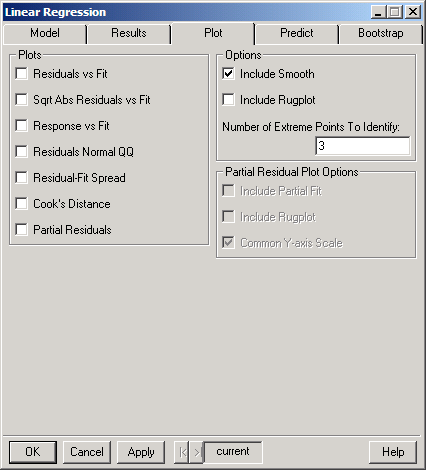 Linear Regression
Model Results Plot Predict Bootstrap
Plots
Residuals vs Fit
Sqrt Abs Residuals vs Fit
Response vs Fit
Residuals Normal QQ
Residual-Fit Spread
Cook's Distance
Partial Residuals
Options
Include Smooth
Include Rugplot
Number of Extreme Points To Identify:
3
Partial Residual Plot Options
Include Partial Fit
Include Rugplot
Common Y-axis Scale
OK Cancel Apply current Help